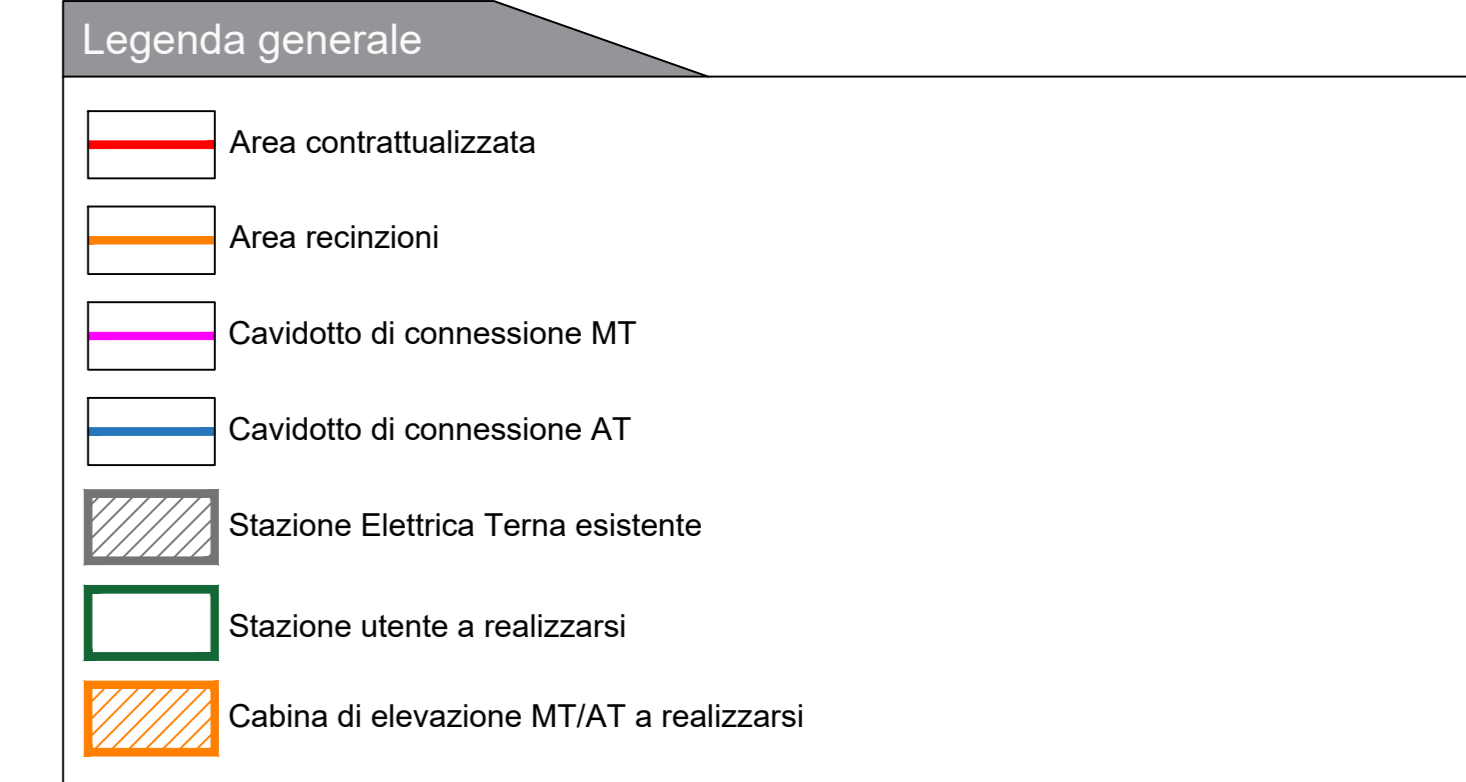 Legenda generale
Area contrattualizzata
Area recinzioni
Cavidotto di connessione MT
Cavidotto di connessione AT
Stazione Elettrica Terna esistente
Stazione utente a realizzarsi
Cabina di elevazione MT/AT a realizzarsi